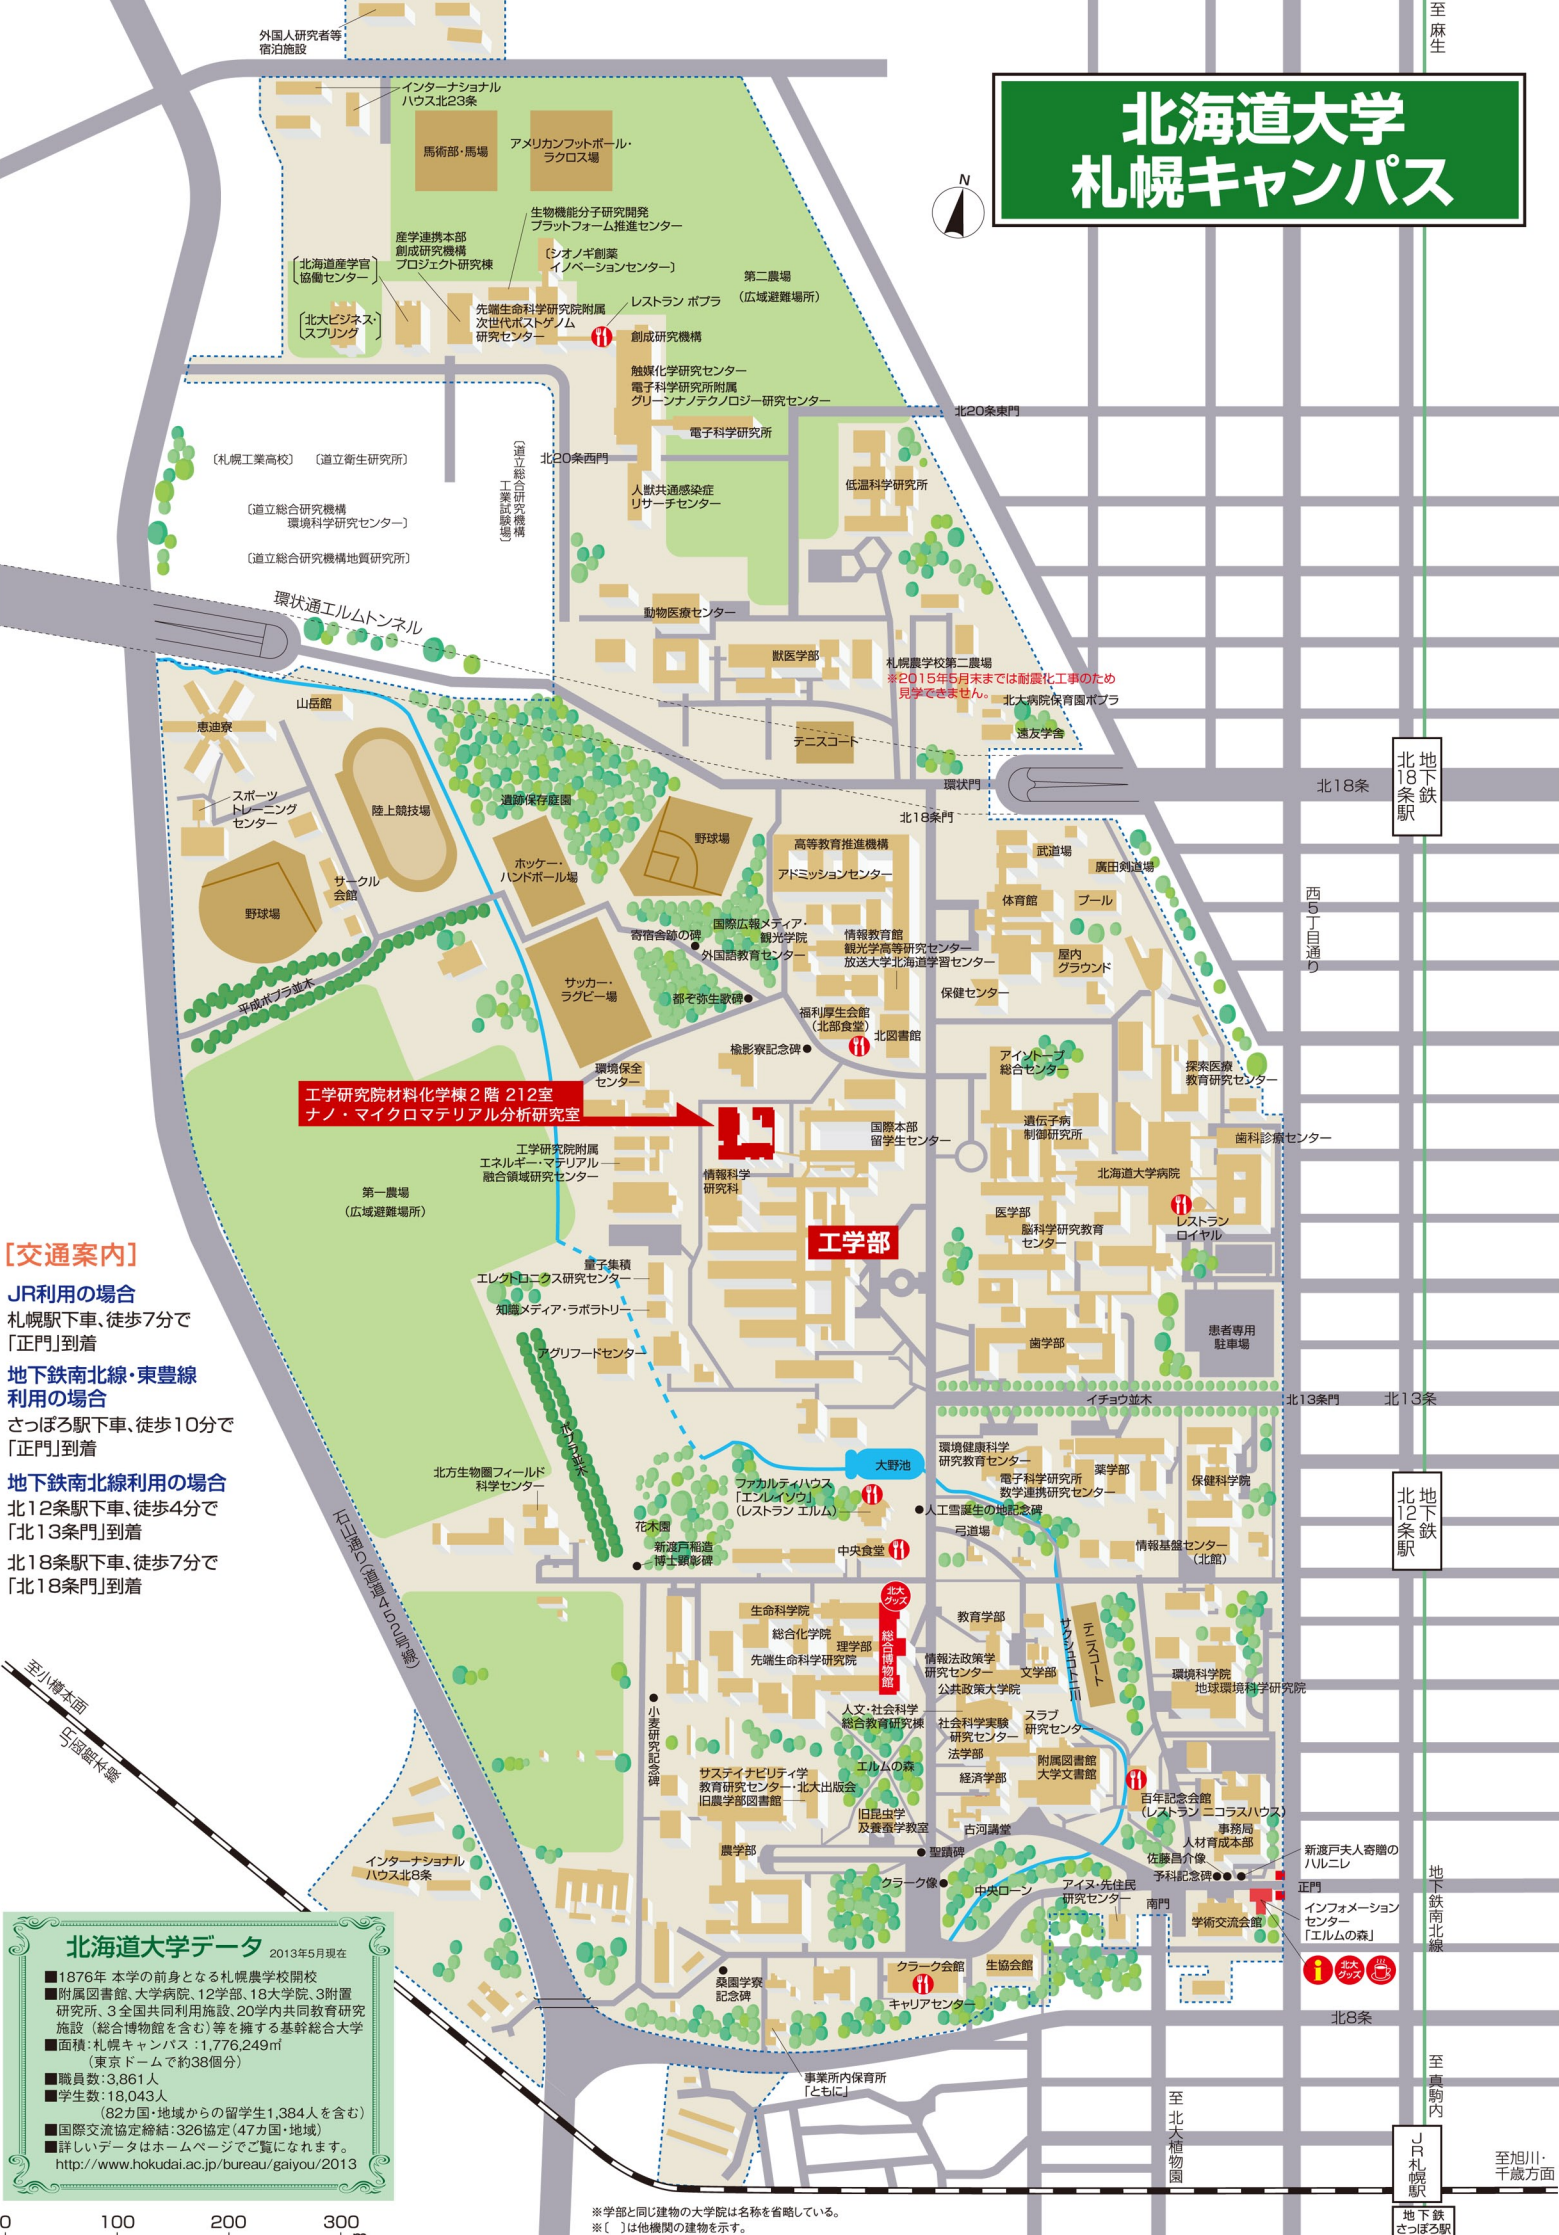 北海道大学
札幌キャンパス
N
至 麻生
外国人研究者等
宿泊施設
インターナショナル
ハウス北23条
馬術部・馬場
アメリカンフットボール・
ラクロス場
生物機能分子研究開発
プラットフォーム推進センター
産学連携本部
創成研究機構
プロジェクト研究棟
〔シオノギ創薬
イノベーションセンター〕
〔北海道産学官
協働センター〕
第二農場
(広域避難場所)
〔北大ビジネス・
スプリング〕
先端生命科学研究院附属
次世代ポストゲノム
研究センター
レストラン ポプラ
創成研究機構
触媒化学研究センター
電子科学研究所附属
グリーンナノテクノロジー研究センター
北20条東門
電子科学研究所
〔札幌工業高校〕
〔道立衛生研究所〕
〔道立総合研究機構
工業試験場〕
北20条西門
人獣共通感染症
リサーチセンター
低温科学研究所
〔道立総合研究機構
環境科学研究センター〕
〔道立総合研究機構地質研究所〕
環状通エルムトンネル
動物医療センター
獣医学部
札幌農学校第二農場
※2015年5月末までは耐震化工事のため
見学できません。
北大病院保育園ポプラ
遠友学舎
山岳館
恵迪寮
テニスコート
環状門
北18条
地下鉄
北18条駅
スポーツ
トレーニング
センター
陸上競技場
遺跡保存庭園
北18条門
野球場
高等教育推進機構
武道場
廣田剣道場
ホッケー・
ハンドボール場
アドミッションセンター
サークル
会館
体育館
プール
西5丁目通り
野球場
国際広報メディア・
観光学院
寄宿舎跡の碑
外国語教育センター
情報教育館
観光学高等研究センター
放送大学北海道学習センター
屋内
グラウンド
平成ポプラ並木
サッカー・
ラグビー場
都ぞ弥生歌碑
保健センター
福利厚生会館
(北部食堂)
北図書館
楡影寮記念碑
環境保全
センター
アイソトープ
総合センター
探索医療
教育研究センター
工学研究院材料化学棟2階 212室
ナノ・マイクロマテリアル分析研究室
国際本部
留学生センター
遺伝子病
制御研究所
歯科診療センター
工学研究院附属
エネルギー・マテリアル
融合領域研究センター
情報科学
研究科
北海道大学病院
第一農場
(広域避難場所)
医学部
脳科学研究教育
センター
レストラン
ロイヤル
工学部
[交通案内]
JR利用の場合
札幌駅下車、徒歩7分で
「正門」到着
地下鉄南北線・東豊線
利用の場合
さっぽろ駅下車、徒歩10分で
「正門」到着
地下鉄南北線利用の場合
北12条駅下車、徒歩4分で
「北13条門」到着
北18条駅下車、徒歩7分で
「北18条門」到着
量子集積
エレクトロニクス研究センター
知識メディア・ラボラトリー
アグリフードセンター
歯学部
患者専用
駐車場
イチョウ並木
北13条門
北13条
ポプラ並木
大野池
環境健康科学
研究教育センター
北方生物圏フィールド
科学センター
ファカルティハウス
「エンレイソウ」
(レストラン エルム)
電子科学研究所
数学連携研究センター
薬学部
保健科学院
地下鉄
北12条駅
人工雪誕生の地記念碑
花木園
弓道場
新渡戸稲造
博士顕彰碑
中央食堂
情報基盤センター
(北館)
石山通り(道道452号線)
北大
グッズ
生命科学院
総合化学院
理学部
先端生命科学研究院
総合博物館
教育学部
サクシュコトニ川
テニスコート
情報法政策学
研究センター
文学部
公共政策大学院
環境科学院
地球環境科学研究院
至小樽方面
JR函館本線
小麦研究記念碑
人文・社会科学
総合教育研究棟
社会科学実験
研究センター
スラブ
研究センター
法学部
エルムの森
サステイナビリティ学
教育研究センター・北大出版会
旧農学部図書館
附属図書館
大学文書館
経済学部
百年記念会館
(レストラン ニコラスハウス)
旧昆虫学
及養蚕学教室
古河講堂
事務局
人材育成本部
農学部
聖蹟碑
佐藤昌介像
予科記念碑
新渡戸夫人寄贈の
ハルニレ
インターナショナル
ハウス北8条
クラーク像
中央ローン
アイヌ・先住民
研究センター
南門
正門
地下鉄南北線
学術交流会館
インフォメーション
センター
「エルムの森」
i
北大
グッズ
北海道大学データ 2013年5月現在
■1876年 本学の前身となる札幌農学校開校
■附属図書館、大学病院、12学部、18大学院、3附置
研究所、3全国共同利用施設、20学内共同教育研究
施設(総合博物館を含む)等を擁する基幹総合大学
■面積:札幌キャンパス:1,776,249㎡
(東京ドームで約38個分)
■職員数:3,861人
■学生数:18,043人
(82カ国・地域からの留学生1,384人を含む)
■国際交流協定締結:326協定(47カ国・地域)
■詳しいデータはホームページでご覧になれます。
http://www.hokudai.ac.jp/bureau/gaiyou/2013
桑園学寮
記念碑
クラーク会館
キャリアセンター
生協会館
北8条
事業所内保育所
「ともに」
至 真駒内
至 北大植物園
JR札幌駅
至旭川・
千歳方面
地下鉄
さっぽろ駅
0 100 200 300
m
※学部と同じ建物の大学院は名称を省略している。
※〔 〕は他機関の建物を示す。